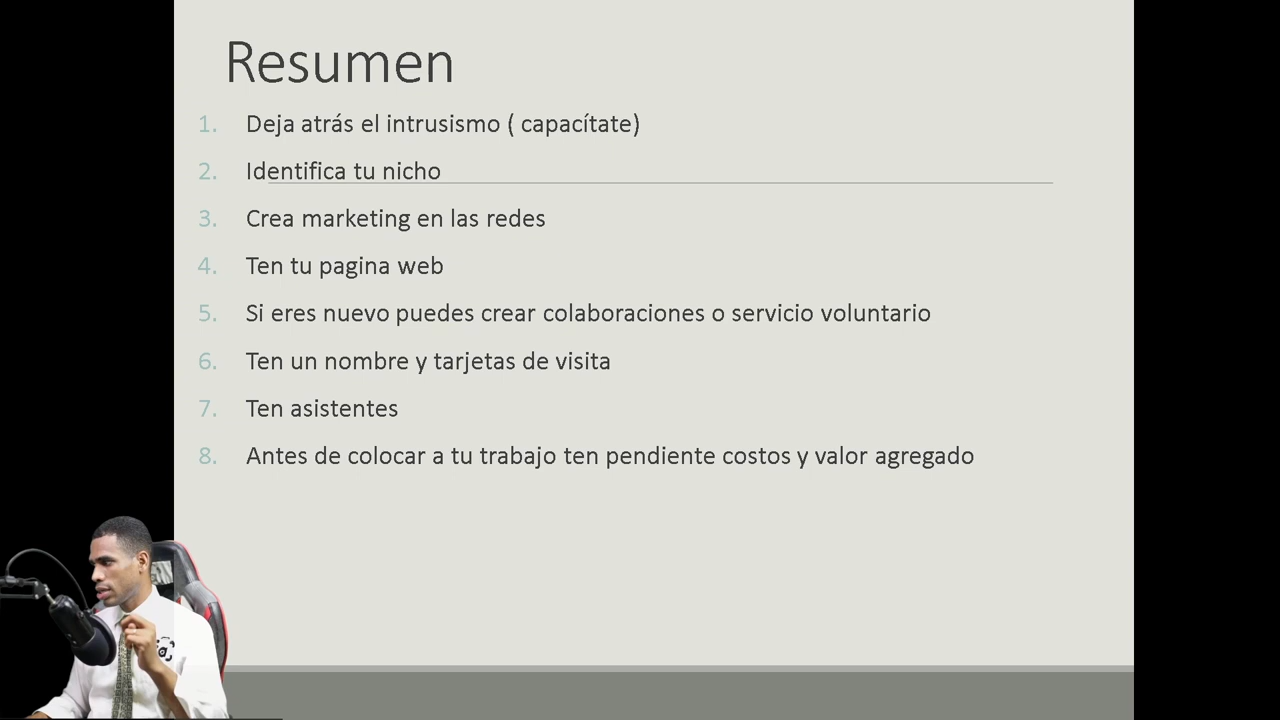 Resumen
1. Deja atrás el intrusismo ( capacítate)
2. Identifica tu nicho
3. Crea marketing en las redes
4. Ten tu pagina web
5. Si eres nuevo puedes crear colaboraciones o servicio voluntario
6. Ten un nombre y tarjetas de visita
7. Ten asistentes
8. Antes de colocar a tu trabajo ten pendiente costos y valor agregado